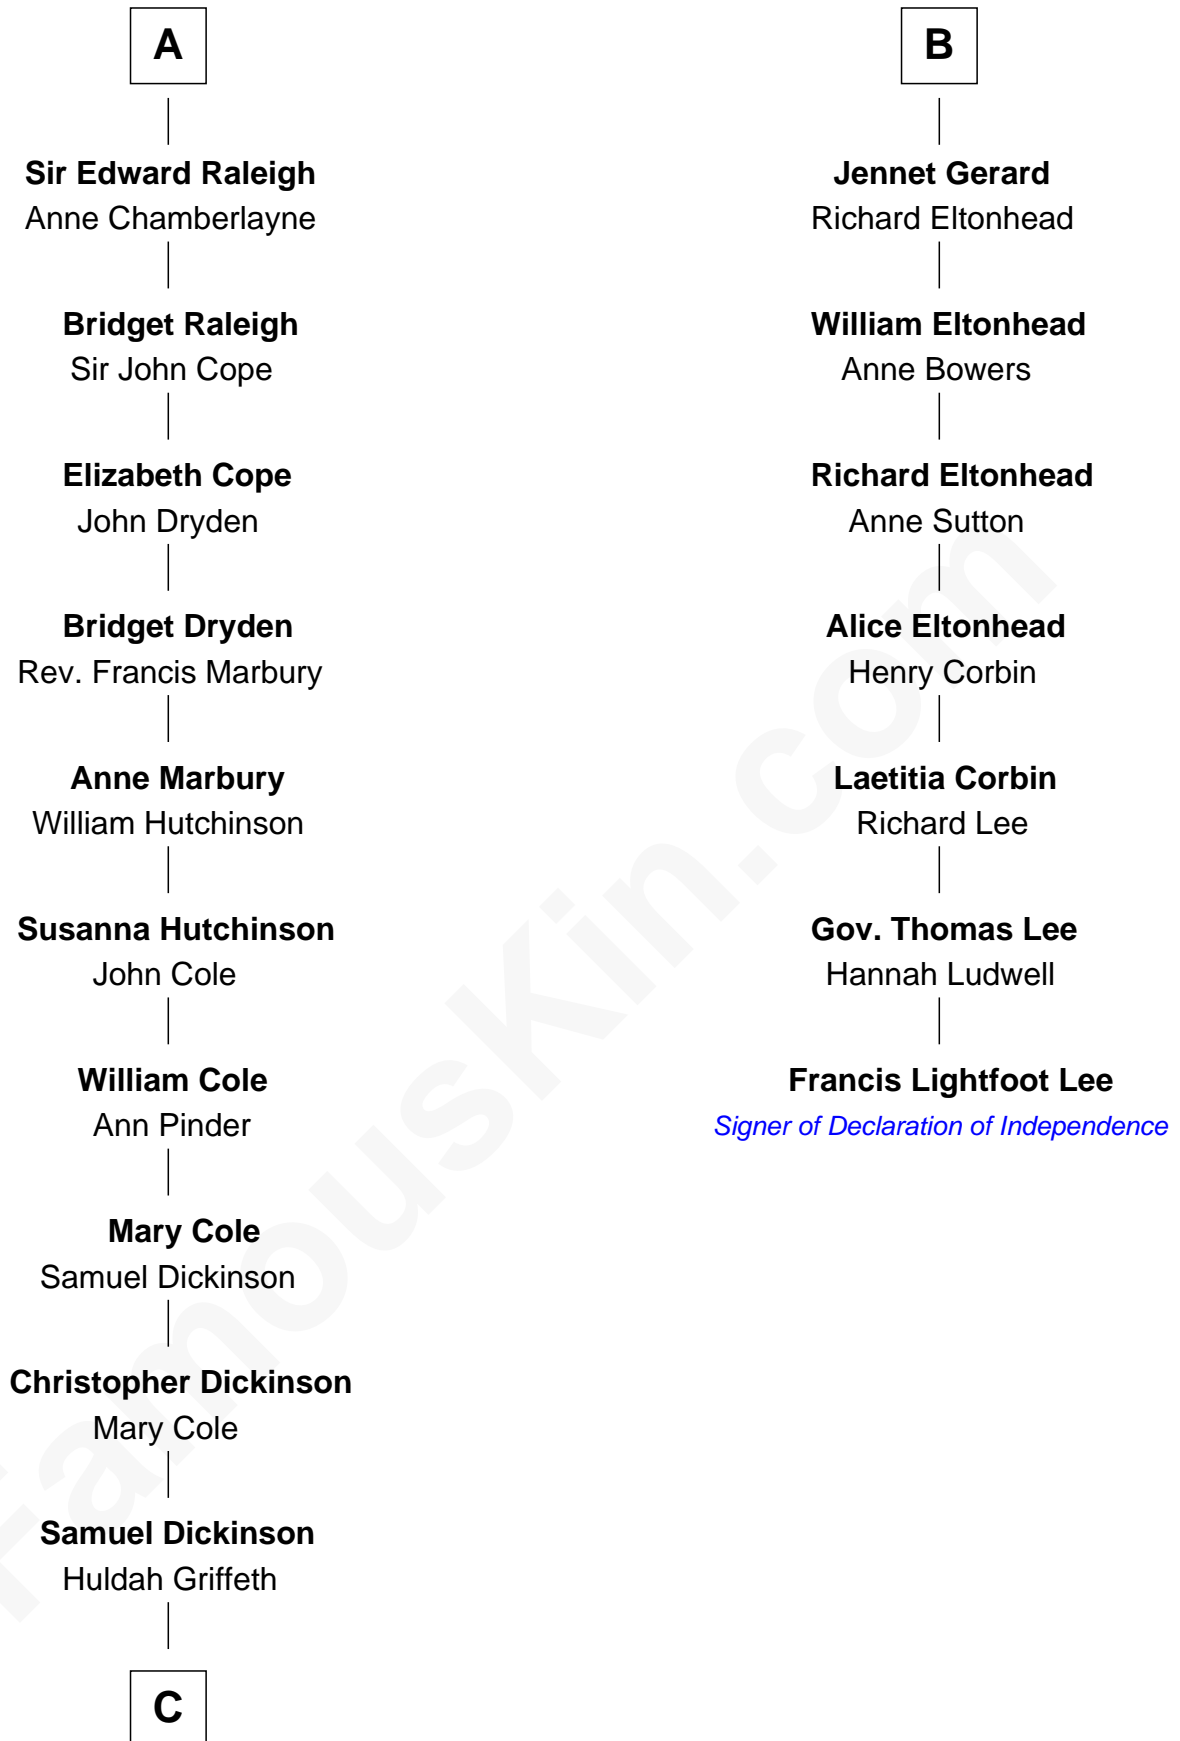 A
Sir Edward Raleigh
Anne Chamberlayne
Bridget Raleigh
Sir John Cope
Elizabeth Cope
John Dryden
Bridget Dryden
Rev. Francis Marbury
Anne Marbury
William Hutchinson
Susanna Hutchinson
John Cole
William Cole
Ann Pinder
Mary Cole
Samuel Dickinson
Christopher Dickinson
Mary Cole
Samuel Dickinson
Huldah Griffeth
C
B
Jennet Gerard
Richard Eltonhead
William Eltonhead
Anne Bowers
Richard Eltonhead
Anne Sutton
Alice Eltonhead
Henry Corbin
Laetitia Corbin
Richard Lee
Gov. Thomas Lee
Hannah Ludwell
Francis Lightfoot Lee
Signer of Declaration of Independence
FamousKin.com